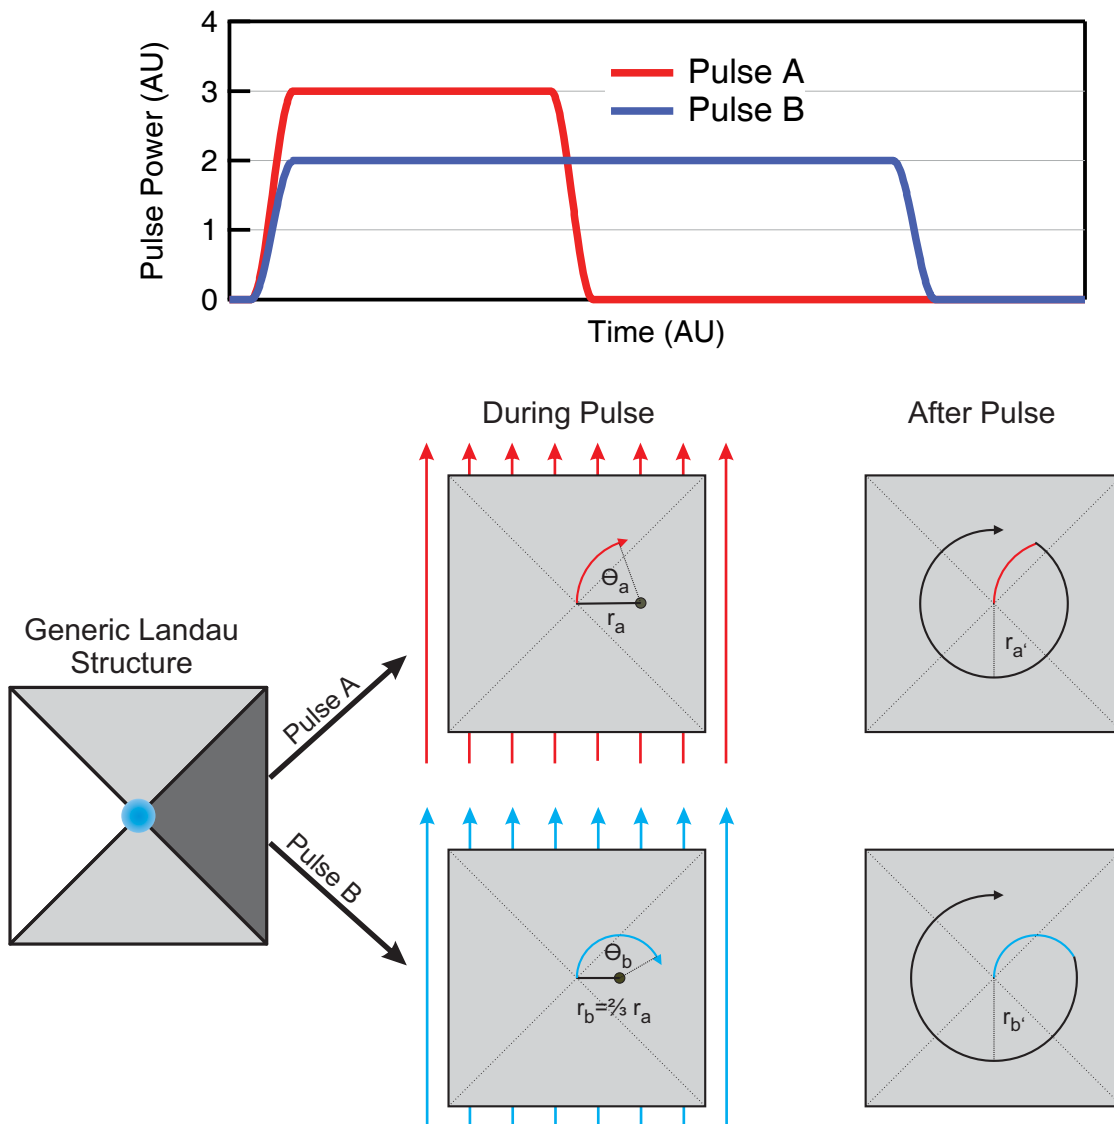 4
3
2
1
0
Pulse Power (AU)
Pulse A
Pulse B
Time (AU)
During Pulse
After Pulse
Generic Landau
Structure
Pulse A
Pulse B
Θa
ra
ra'
Θb
rb=⅔ ra
rb'